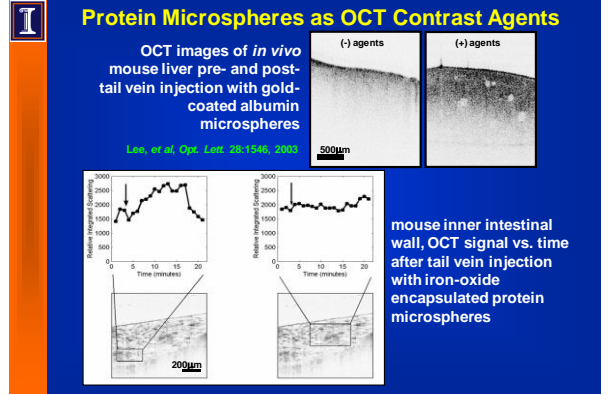 I
Protein Microspheres as OCT Contrast Agents
OCT images of in vivo
mouse liver pre- and post-
tail vein injection with gold-
coated albumin
microspheres
Lee, et al, Opt. Lett. 28:1546, 2003
(-) agents
(+) agents
500µm
3000
2500
2000
1500
1000
500
0
0 5 10 15 20
Relative Integrated Scattering
Time (minutes)
3000
2500
2000
1500
1000
500
0
0 5 10 15 20
Relative Integrated Scattering
Time (minutes)
200µm
mouse inner intestinal
wall, OCT signal vs. time
after tail vein injection
with iron-oxide
encapsulated protein
microspheres